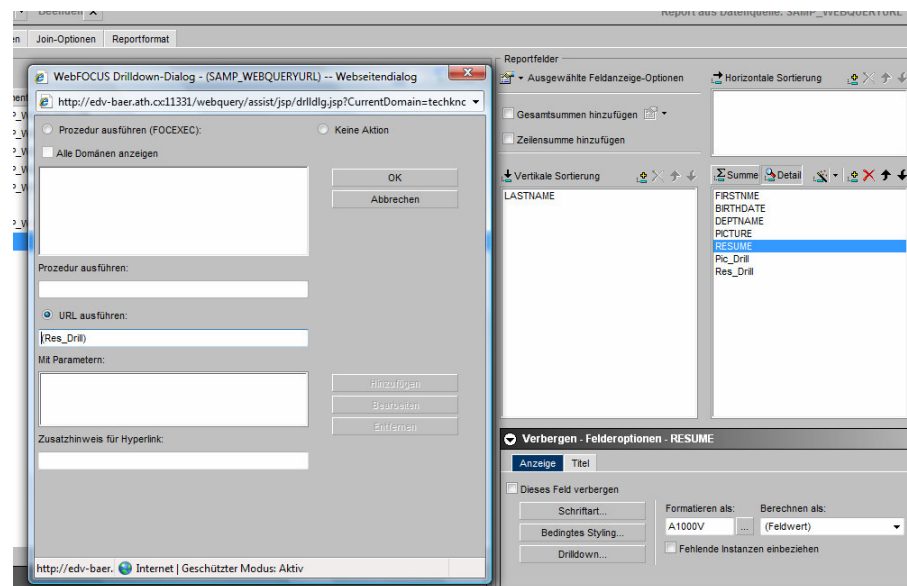 Beenden X
Report aus Datenquelle: SAMP_WEBQUERYURL
en Join-Optionen Reportformat
WebFOCUS Drilldown-Dialog - (SAMP_WEBQUERYURL) -- Webseitendialog
http://edv-baer.ath.cx:11331/webquery/assist/jsp/drlldlg.jsp?CurrentDomain=techknc
Prozedur ausführen (FOCEXEC):
Keine Aktion
Alle Domänen anzeigen
OK
Abbrechen
Prozedur ausführen:
URL ausführen:
(Res_Drill)
Mit Parametern:
Hinzufügen
Bearbeiten
Entfernen
Zusatzhinweis für Hyperlink:
http://edv-baer. Internet | Geschützter Modus: Aktiv
Reportfelder
Ausgewählte Feldanzeige-Optionen
Horizontale Sortierung
Gesamtsummen hinzufügen
Zeilensumme hinzufügen
Vertikale Sortierung
Summe Detail
LASTNAME
FIRSTNME
BIRTHDATE
DEPTNAME
PICTURE
RESUME
Pic_Drill
Res_Drill
Verbergen - Felderoptionen - RESUME
Anzeige Titel
Dieses Feld verbergen
Schriftart...
Formatieren als: Berechnen als:
A1000V ... (Feldwert)
Bedingtes Styling...
Fehlende Instanzen einbeziehen
Drilldown...